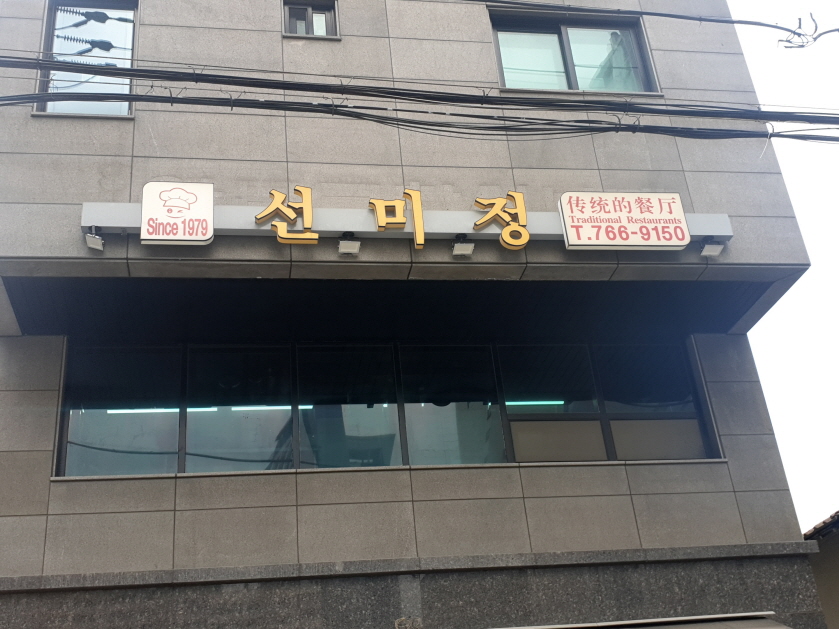 Since 1979
선미정
传统的餐厅
Traditional Restaurants
T.766-9150